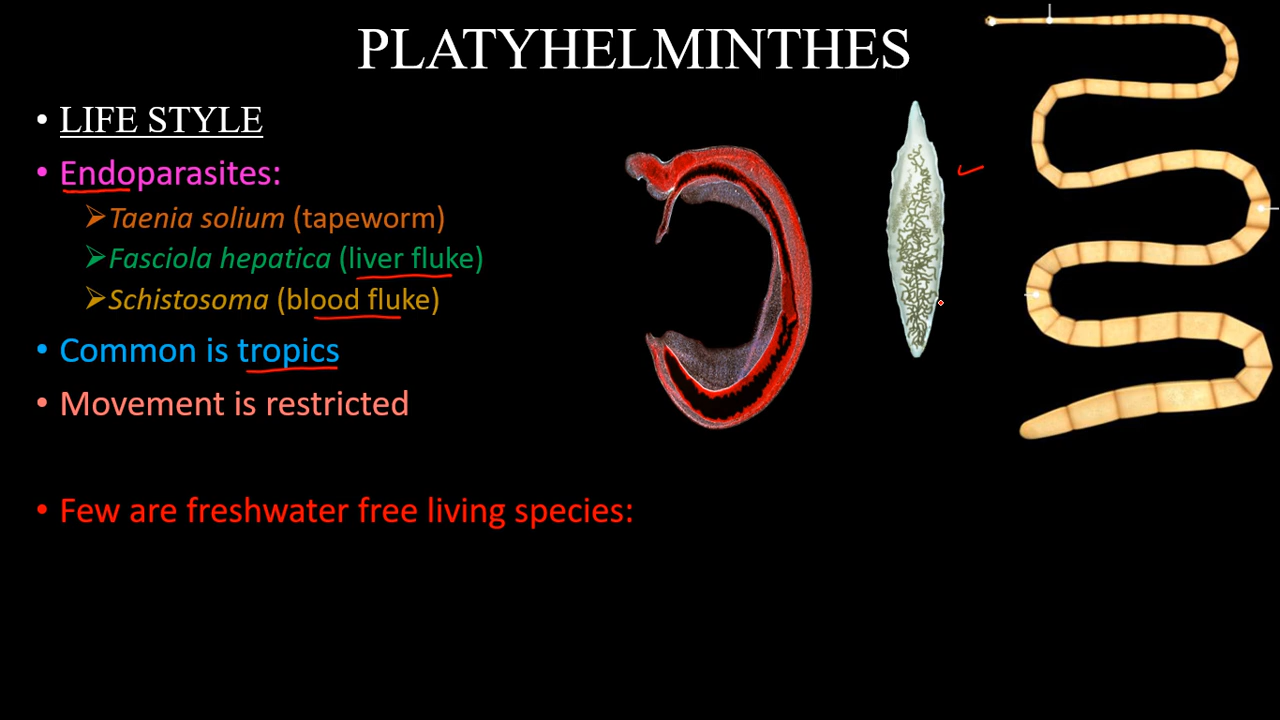 PLATYHELMINTHES
• LIFE STYLE
• Endoparasites:
➢Taenia solium (tapeworm)
➢Fasciola hepatica (liver fluke)
➢Schistosoma (blood fluke)
• Common is tropics
• Movement is restricted
• Few are freshwater free living species: